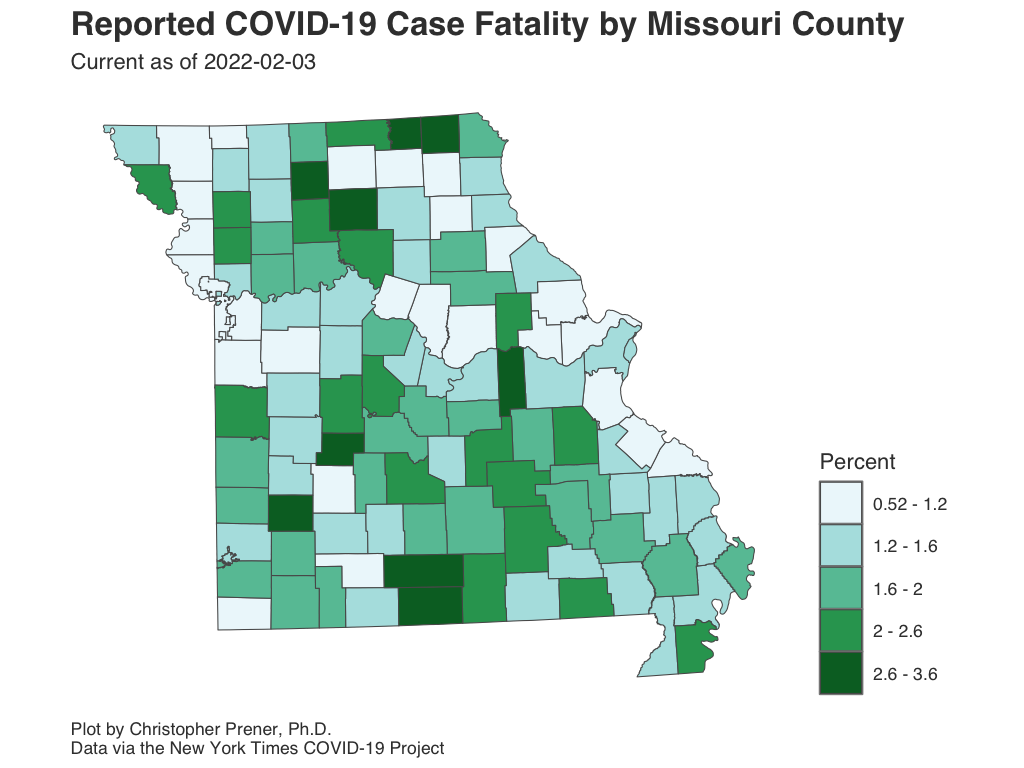 Reported COVID-19 Case Fatality by Missouri County
Current as of 2022-02-03
Percent
0.52 - 1.2
1.2 - 1.6
1.6 - 2
2 - 2.6
2.6 - 3.6
Plot by Christopher Prener, Ph.D.
Data via the New York Times COVID-19 Project